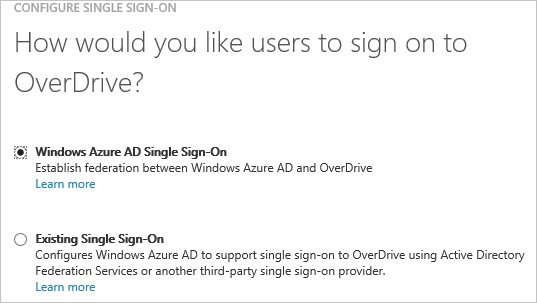 CONFIGURE SINGLE SIGN-ON
How would you like users to sign on to
OverDrive?
Windows Azure AD Single Sign-On
Establish federation between Windows Azure AD and OverDrive
Learn more
Existing Single Sign-On
Configures Windows Azure AD to support single sign-on to OverDrive using Active Directory
Federation Services or another third-party single sign-on provider.
Learn more